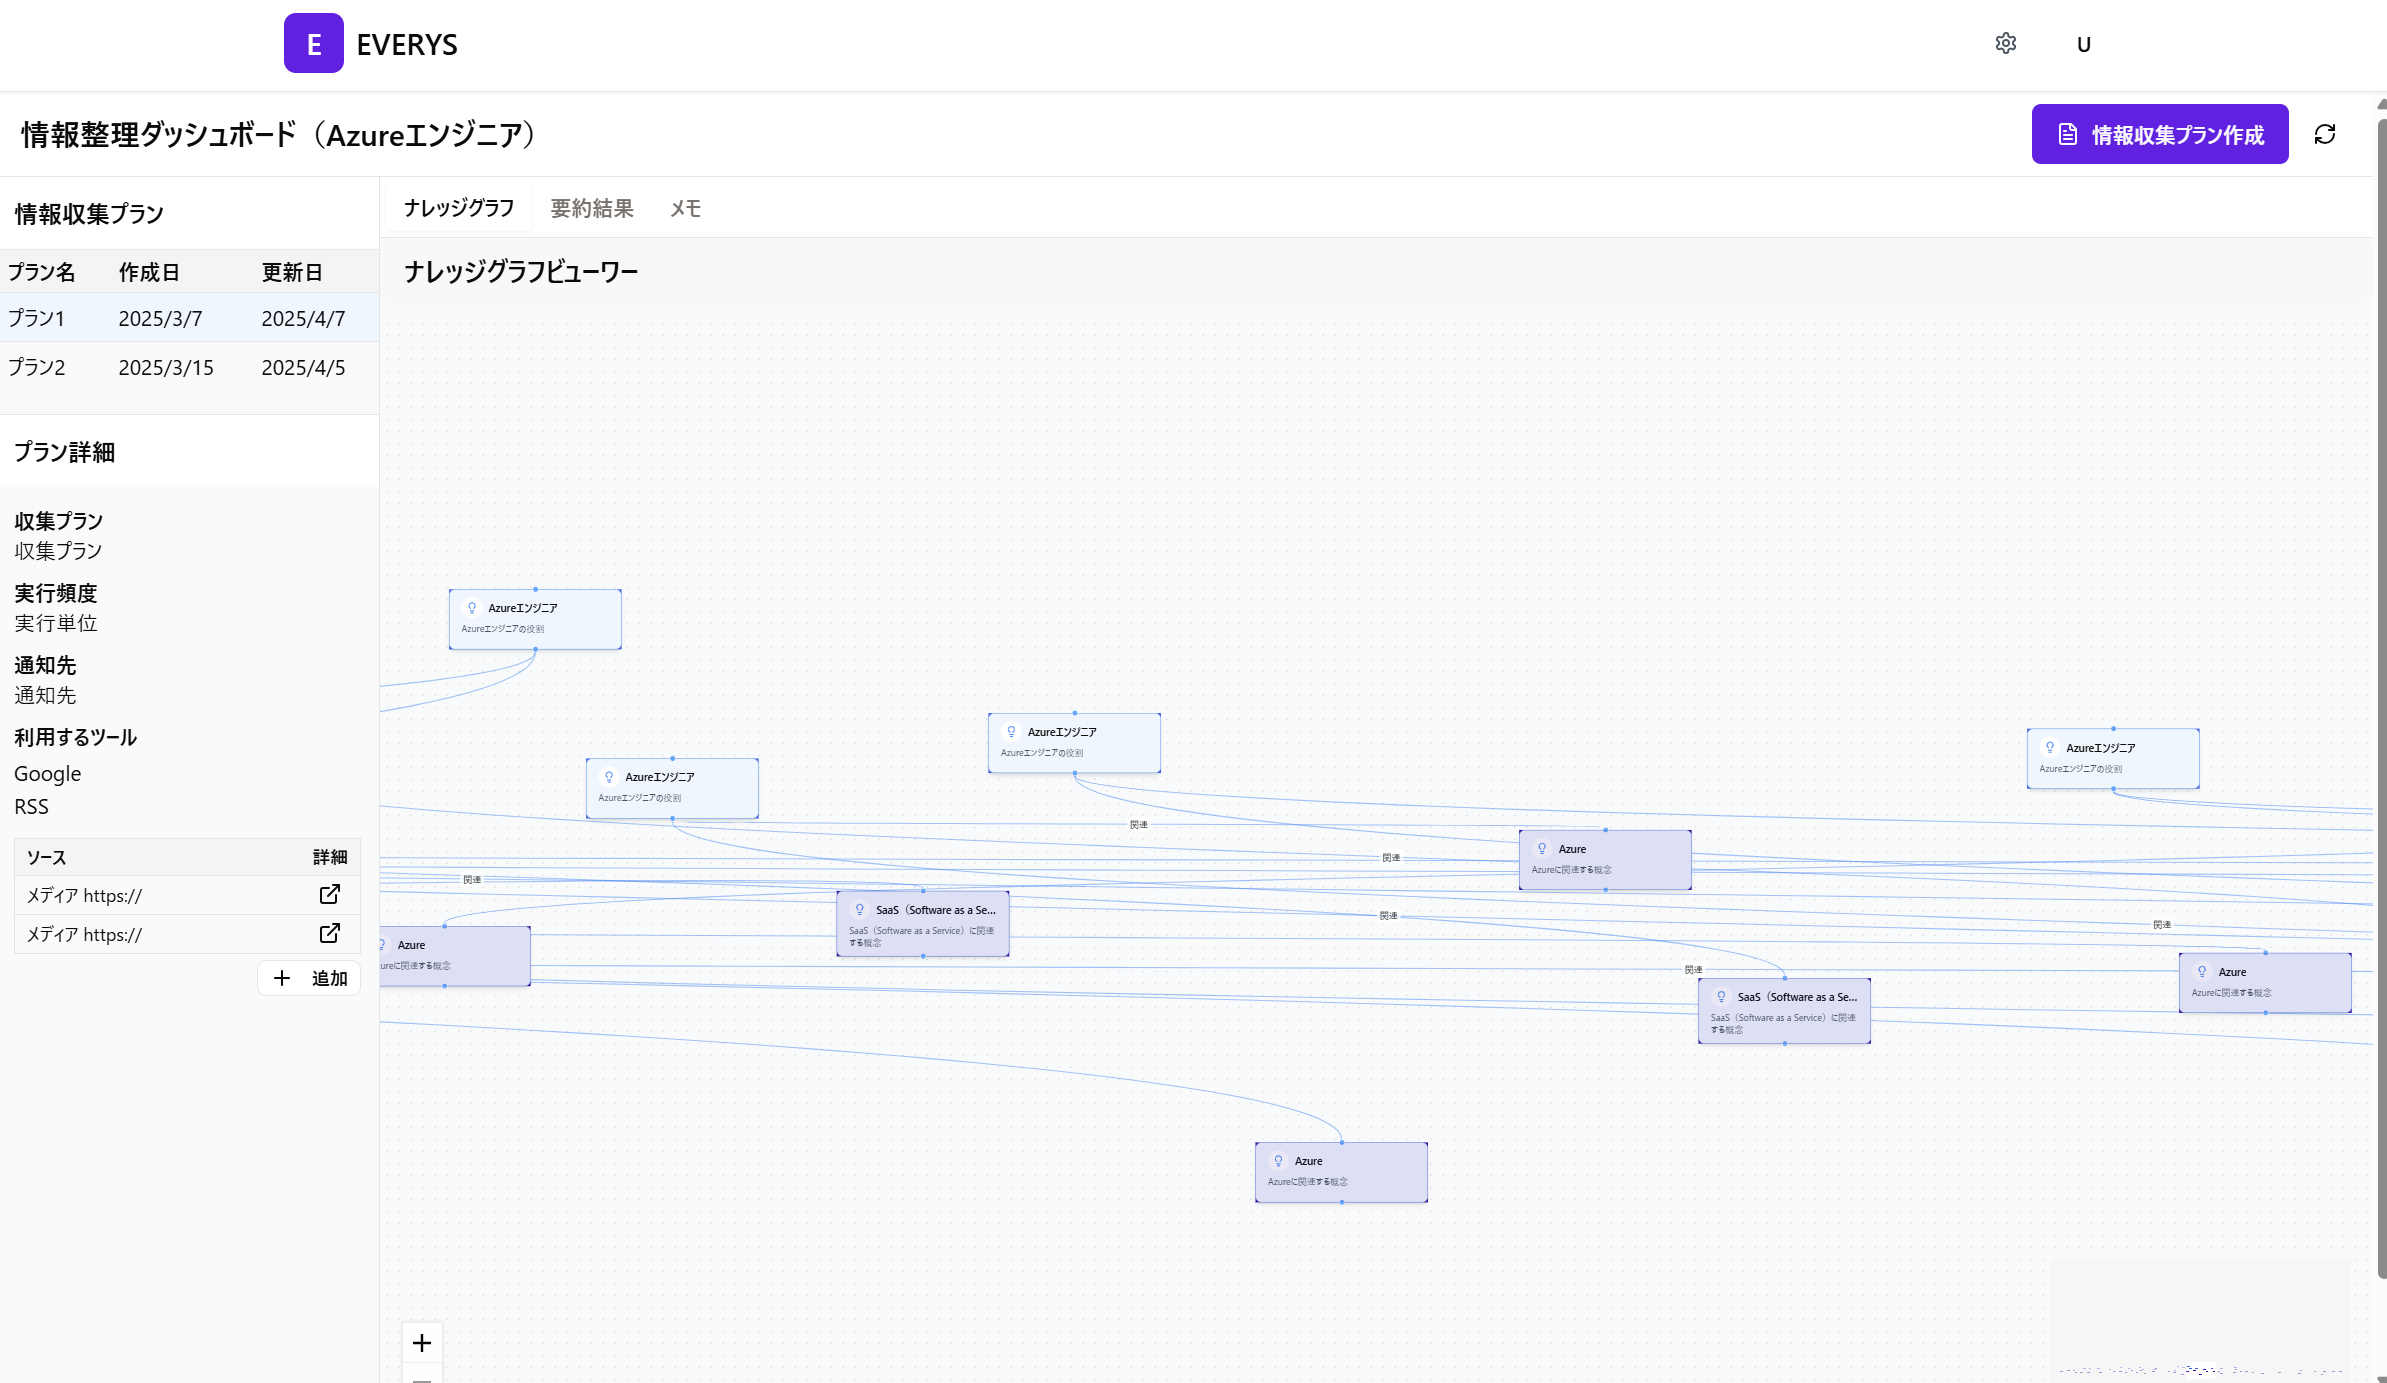 E EVERYS
U
情報整理ダッシュボード（Azureエンジニア）
情報収集プラン作成
情報収集プラン
プラン名 作成日 更新日
プラン1 2025/3/7 2025/4/7
プラン2 2025/3/15 2025/4/5
プラン詳細
収集プラン
収集プラン
実行頻度
実行単位
通知先
通知先
利用するツール
Google
RSS
ソース 詳細
メディア https://
メディア https://
追加
ナレッジグラフ 要約結果 メモ
ナレッジグラフビューワー
Azureエンジニア
Azureエンジニアの役割
Azureエンジニア
Azureエンジニアの役割
Azureエンジニア
Azureエンジニアの役割
Azureエンジニア
Azureエンジニアの役割
関連
関連
関連
関連
関連
関連
Azure
Azureに関連する概念
SaaS（Software as a Se...
SaaS（Software as a Service）に関連
する概念
Azure
ureに関連する概念
SaaS（Software as a Se...
SaaS（Software as a Service）に関連
する概念
Azure
Azureに関連する概念
Azure
Azureに関連する概念